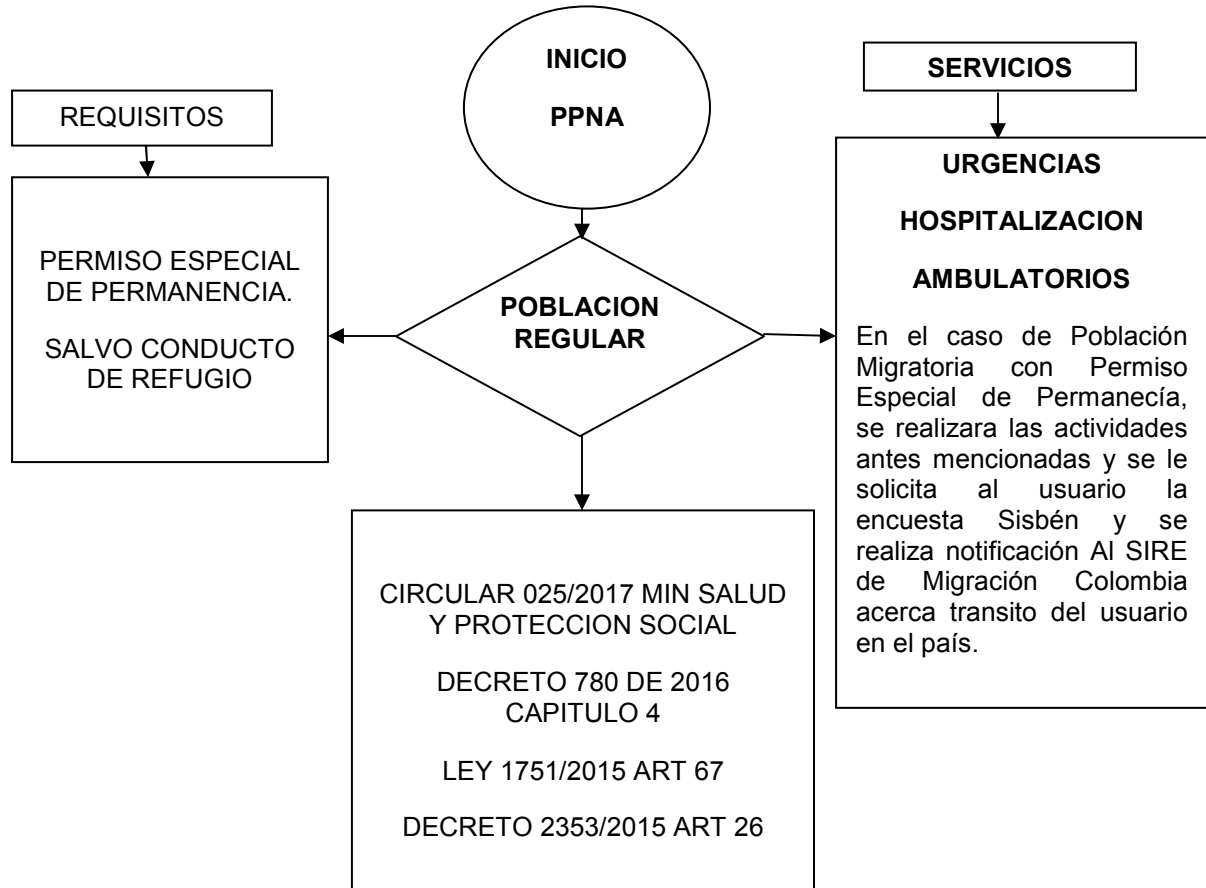 INICIO
PPNA
SERVICIOS
REQUISITOS
PERMISO ESPECIAL
DE PERMANENCIA.
SALVO CONDUCTO
DE REFUGIO
POBLACION
REGULAR
URGENCIAS
HOSPITALIZACION
AMBULATORIOS
En el caso de Población
Migratoria con Permiso
Especial de Permanecía,
se realizara las actividades
antes mencionadas y se le
solicita al usuario la
encuesta Sisbén y se
realiza notificación Al SIRE
de Migración Colombia
acerca transito del usuario
en el país.
CIRCULAR 025/2017 MIN SALUD
Y PROTECCION SOCIAL
DECRETO 780 DE 2016
CAPITULO 4
LEY 1751/2015 ART 67
DECRETO 2353/2015 ART 26